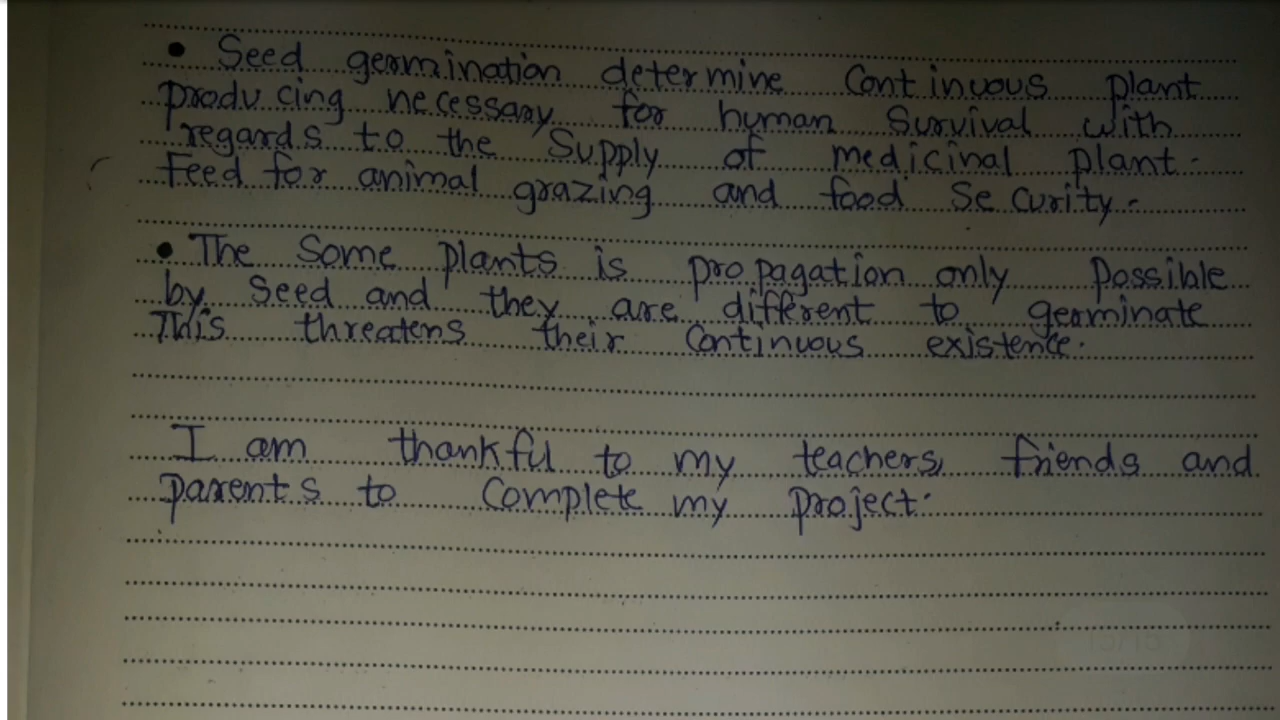 • Seed germination determine continuous plant
producing necessary for human survival with
regards to the supply of medicinal plant.
feed for animal grazing and food security.
• The some plants is propagation only possible
by seed and they are different to germinate
This threatens their continuous existence.
I am thankful to my teachers, friends and
parents to complete my project.
15/16